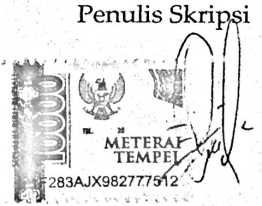 Penulis Skripsi
10000
METERAI
TEMPEL
F283AJX982777512